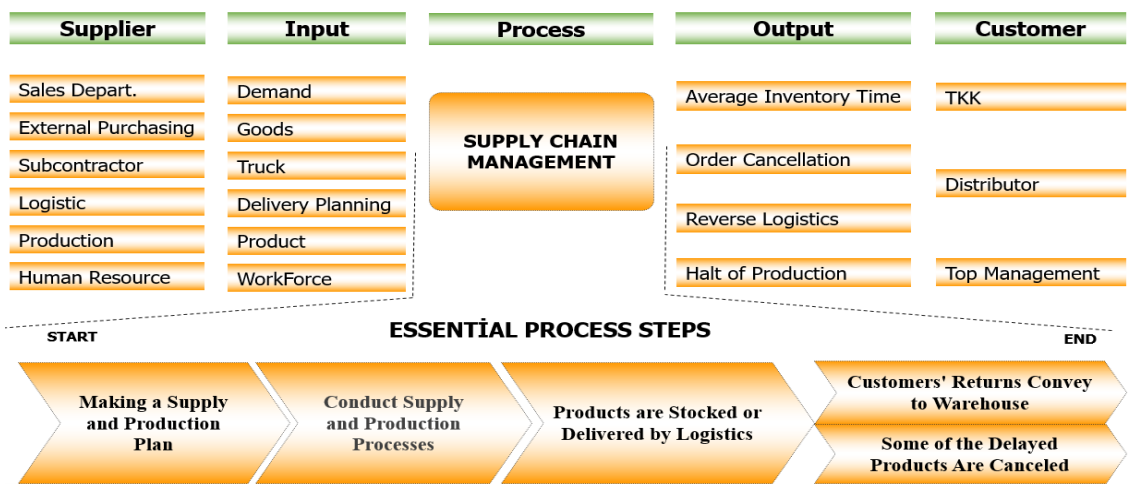 Supplier
Input
Process
Output
Customer
Sales Depart.
External Purchasing
Subcontractor
Logistic
Production
Human Resource
Demand
Goods
Truck
Delivery Planning
Product
WorkForce
SUPPLY CHAIN
MANAGEMENT
Average Inventory Time
Order Cancellation
Reverse Logistics
Halt of Production
TKK
Distributor
Top Management
START
ESSENTİAL PROCESS STEPS
END
Making a Supply
and Production
Plan
Conduct Supply
and Production
Processes
Products are Stocked or
Delivered by Logistics
Customers' Returns Convey
to Warehouse
Some of the Delayed
Products Are Canceled